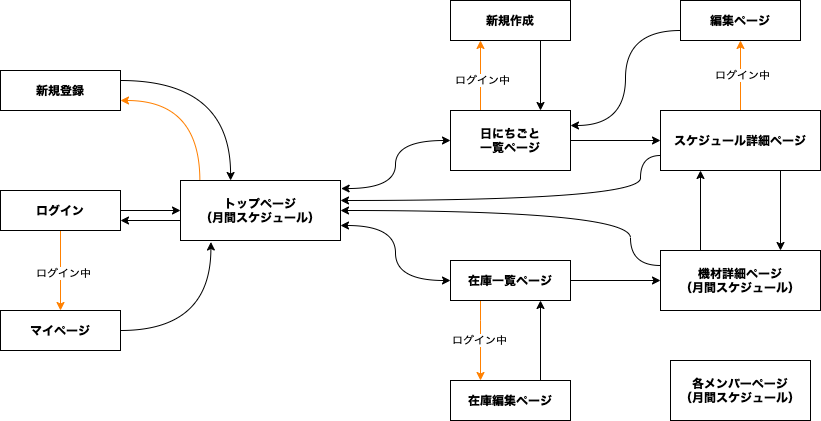 新規作成
編集ページ
ログイン中
ログイン中
新規登録
日にちごと
一覧ページ
スケジュール詳細ページ
トップページ
（月間スケジュール）
ログイン
ログイン中
在庫一覧ページ
機材詳細ページ
（月間スケジュール）
マイページ
ログイン中
在庫編集ページ
各メンバーページ
（月間スケジュール）